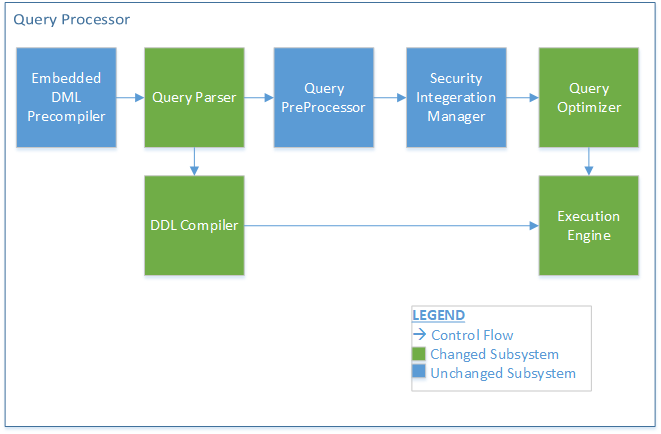 Query Processor
Embedded
DML
Precompiler
Query Parser
Query
PreProcessor
Security
Integeration
Manager
Query
Optimizer
DDL Compiler
Execution
Engine
LEGEND
→ Control Flow
Changed Subsystem
Unchanged Subsystem